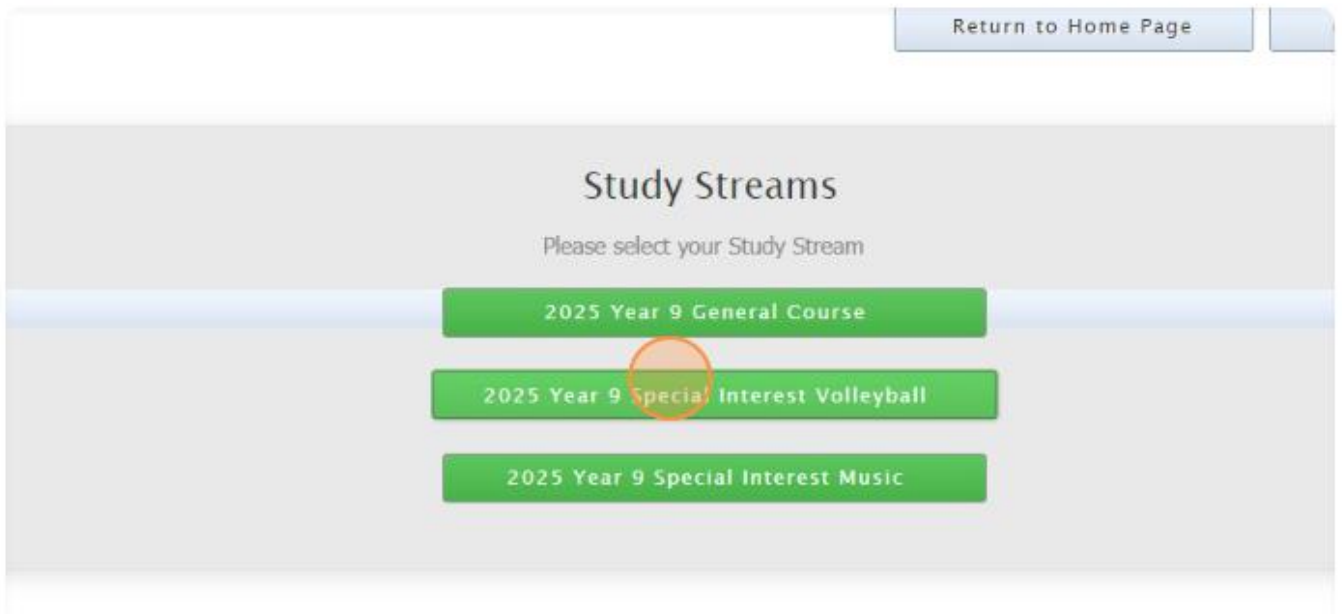 Return to Home Page
Study Streams
Please select your Study Stream
2025 Year 9 General Course
2025 Year 9 Special Interest Volleyball
2025 Year 9 Special Interest Music